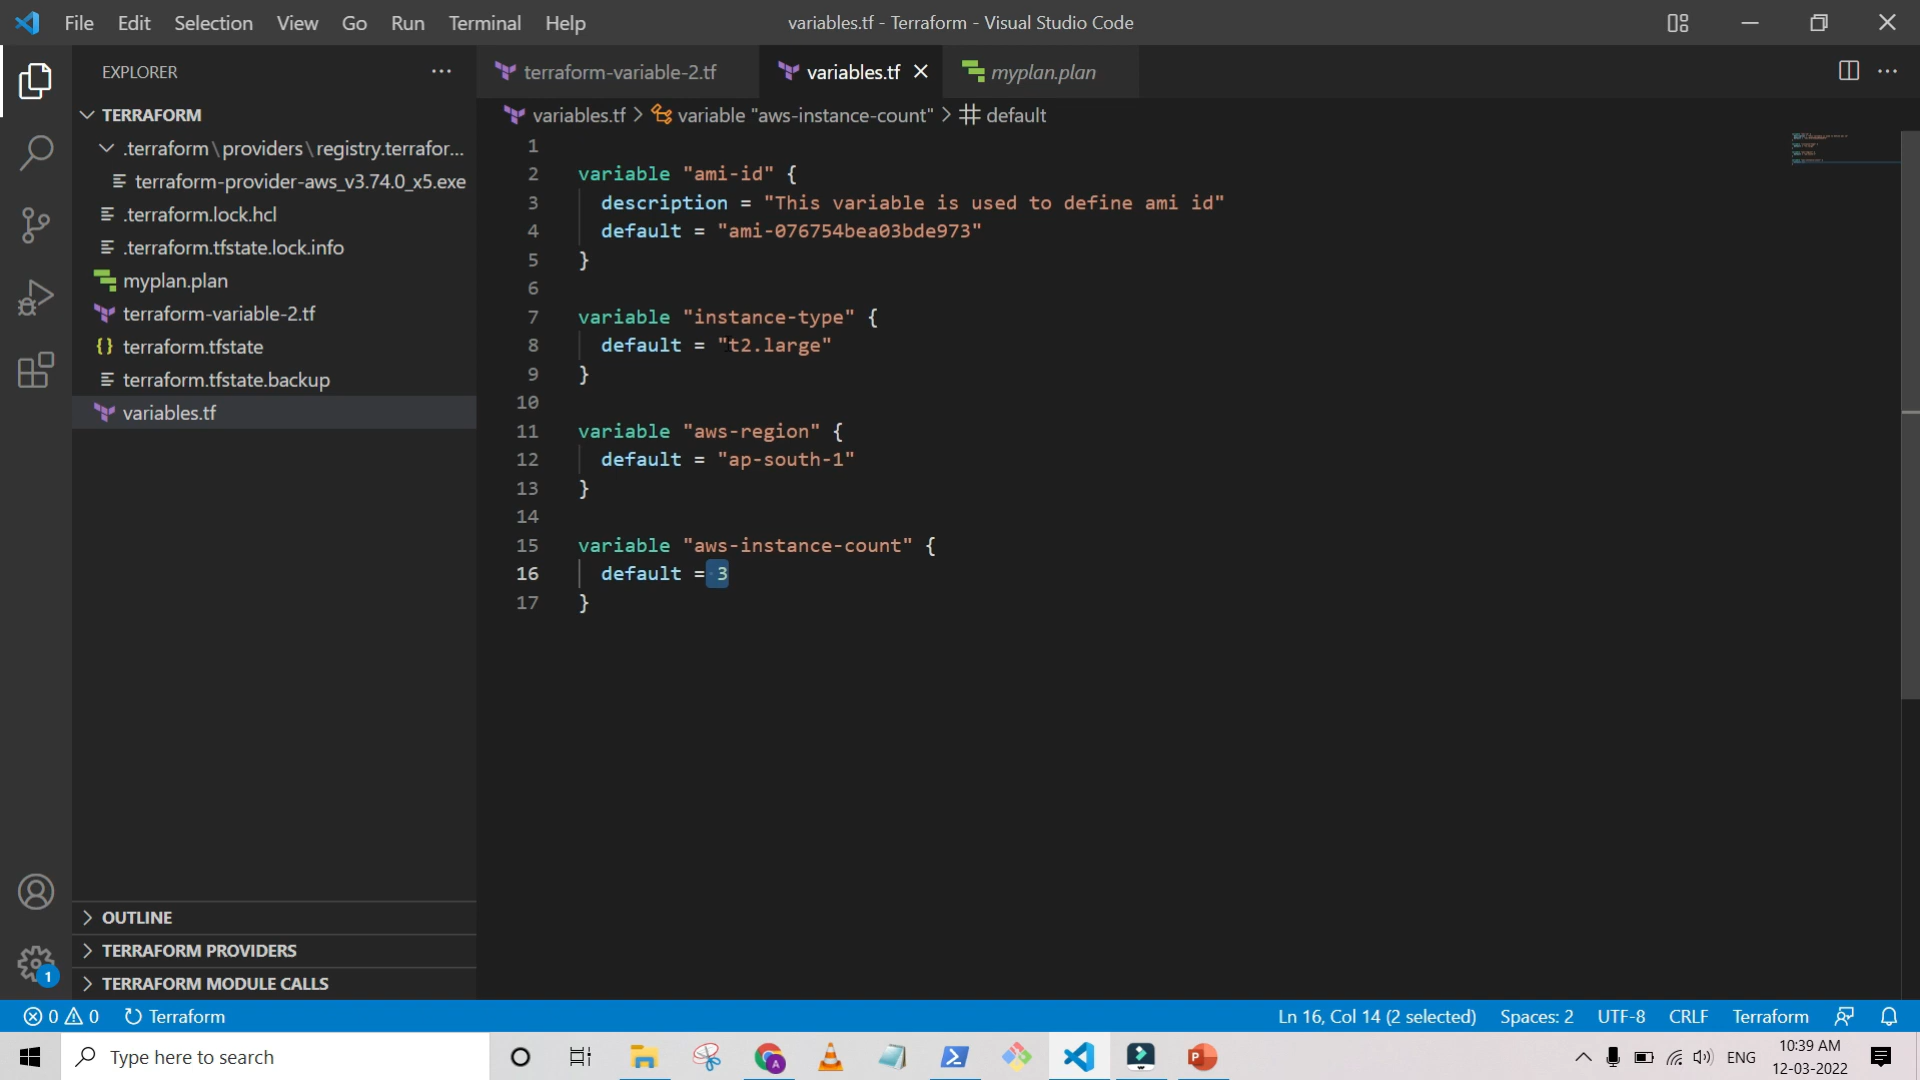 File Edit Selection View Go Run Terminal Help
variables.tf - Terraform - Visual Studio Code
EXPLORER
TERRAFORM
.terraform\providers\registry.terrafor...
terraform-provider-aws_v3.74.0_x5.exe
.terraform.lock.hcl
.terraform.tfstate.lock.info
myplan.plan
terraform-variable-2.tf
terraform.tfstate
terraform.tfstate.backup
variables.tf
OUTLINE
TERRAFORM PROVIDERS
TERRAFORM MODULE CALLS
terraform-variable-2.tf variables.tf myplan.plan
variables.tf > variable "aws-instance-count" > default
1
2 variable "ami-id" {
3 description = "This variable is used to define ami id"
4 default = "ami-076754bea03bde973"
5 }
6
7 variable "instance-type" {
8 default = "t2.large"
9 }
10
11 variable "aws-region" {
12 default = "ap-south-1"
13 }
14
15 variable "aws-instance-count" {
16 default = 3
17 }
1
0 0 Terraform
Ln 16, Col 14 (2 selected) Spaces: 2 UTF-8 CRLF Terraform
Type here to search
A
ENG
10:39 AM
12-03-2022